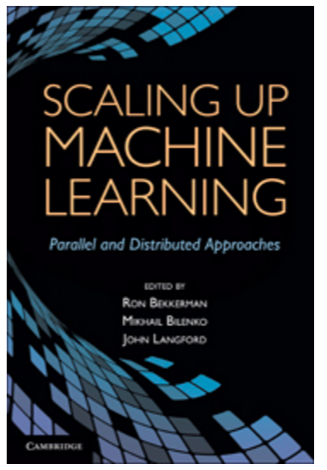 SCALING UP
MACHINE
LEARNING
Parallel and Distributed Approaches
EDITED BY
RON BEKKERMAN
MIKHAIL BILENKO
JOHN LANGFORD
CAMBRIDGE